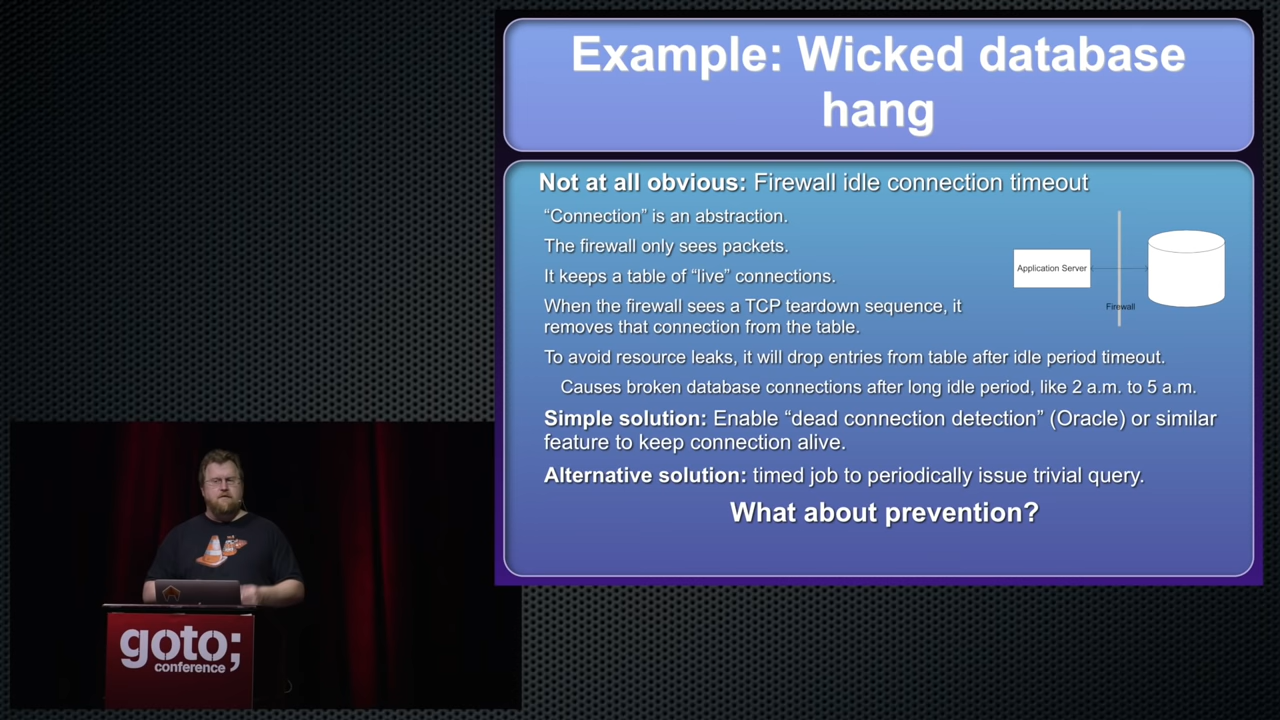 Example: Wicked database
hang
Not at all obvious: Firewall idle connection timeout
“Connection” is an abstraction.
The firewall only sees packets.
It keeps a table of “live” connections.
When the firewall sees a TCP teardown sequence, it
removes that connection from the table.
Application Server
Firewall
To avoid resource leaks, it will drop entries from table after idle period timeout.
Causes broken database connections after long idle period, like 2 a.m. to 5 a.m.
Simple solution: Enable “dead connection detection” (Oracle) or similar
feature to keep connection alive.
Alternative solution: timed job to periodically issue trivial query.
What about prevention?
goto;
conference